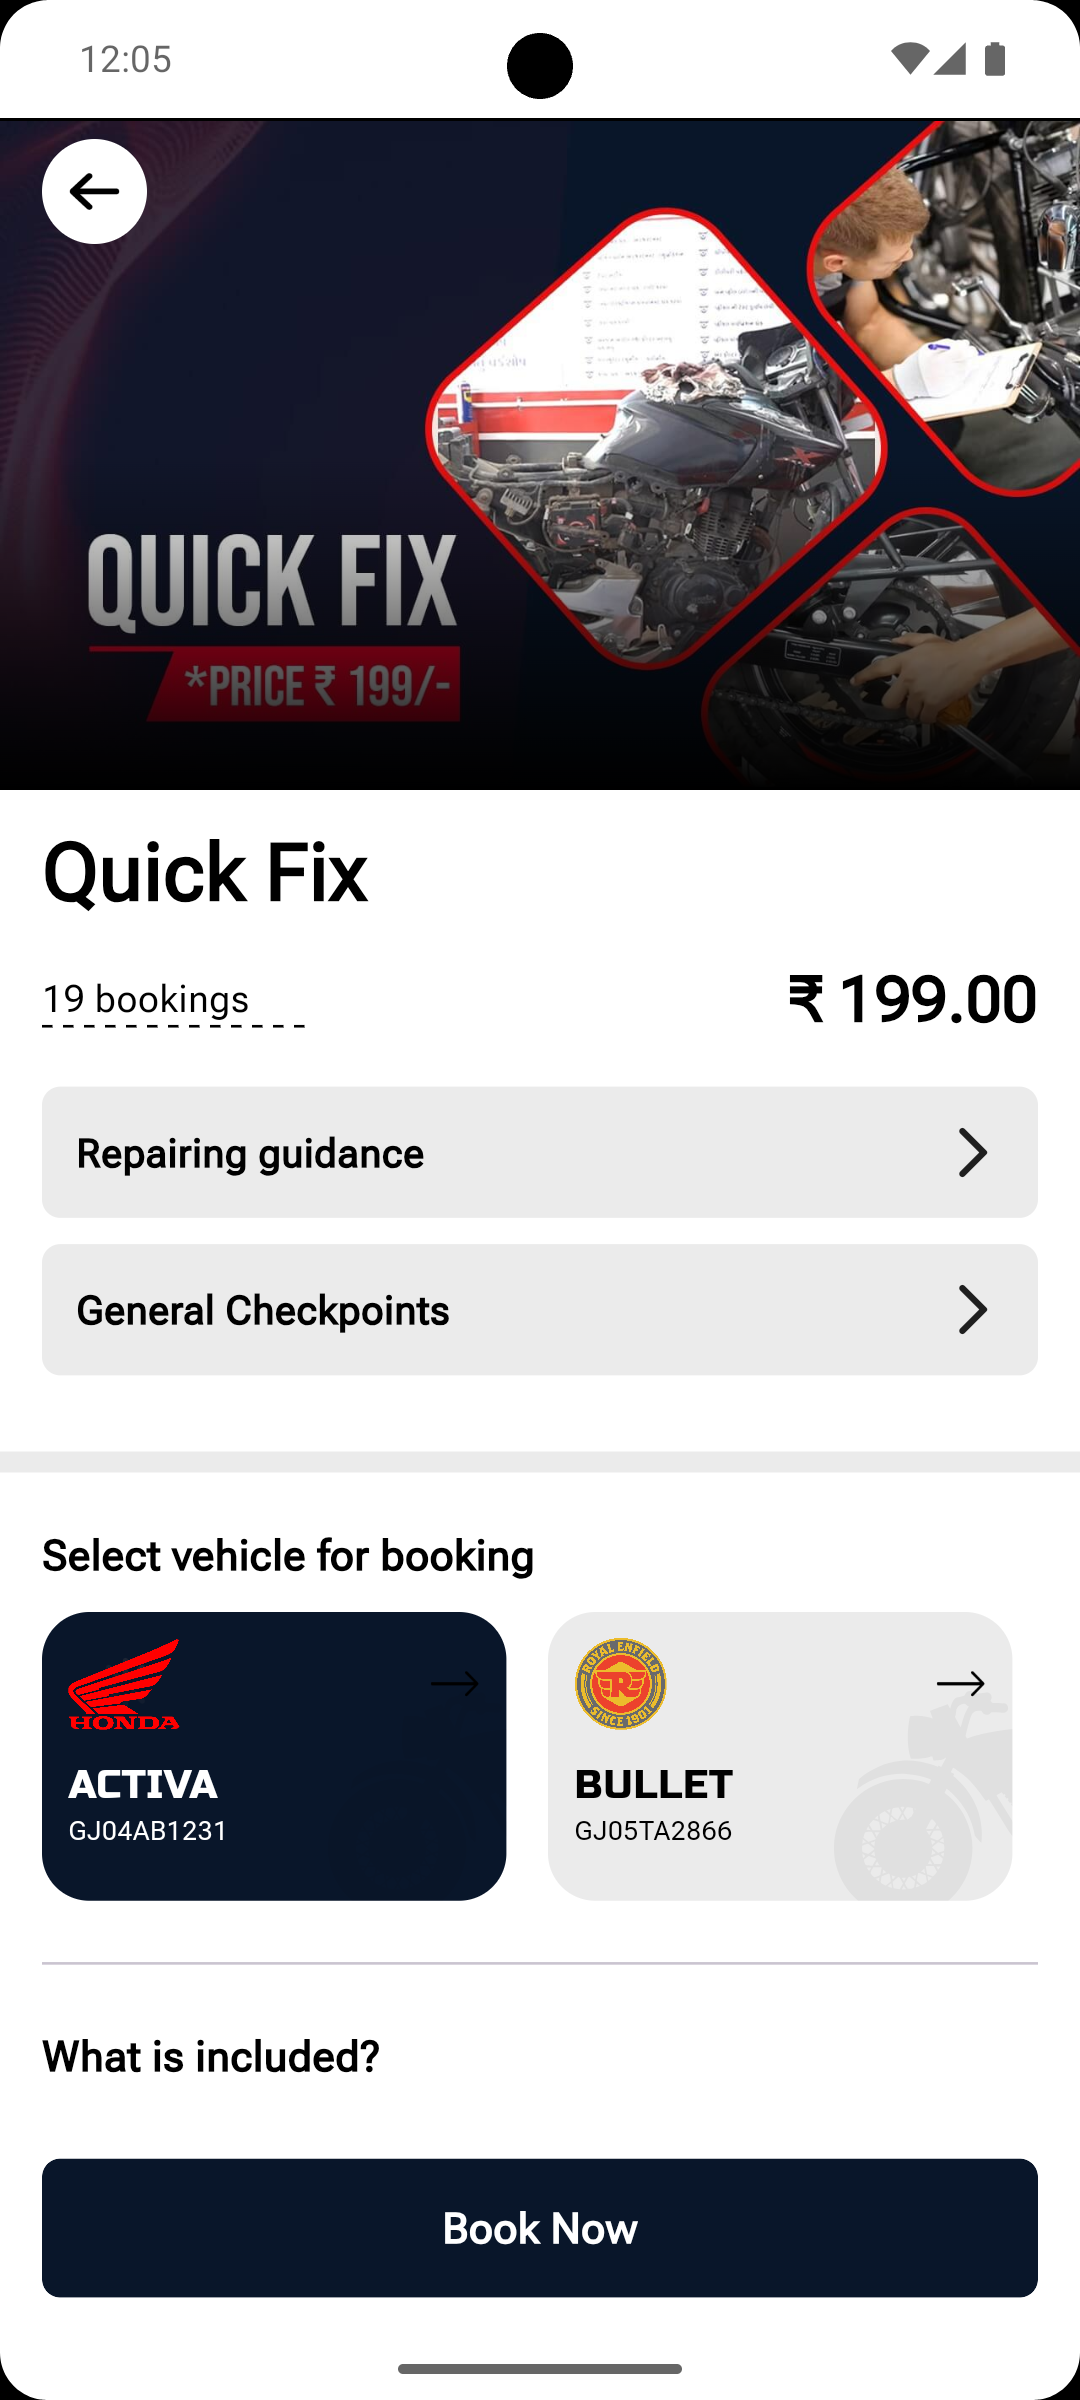 12:05
QUICK FIX
*PRICE ₹ 199/-
Quick Fix
19 bookings
₹ 199.00
Repairing guidance
General Checkpoints
Select vehicle for booking
HONDA
ACTIVA
GJ04AB1231
ROYAL ENFIELD
R
SINCE 1901
BULLET
GJ05TA2866
What is included?
Book Now